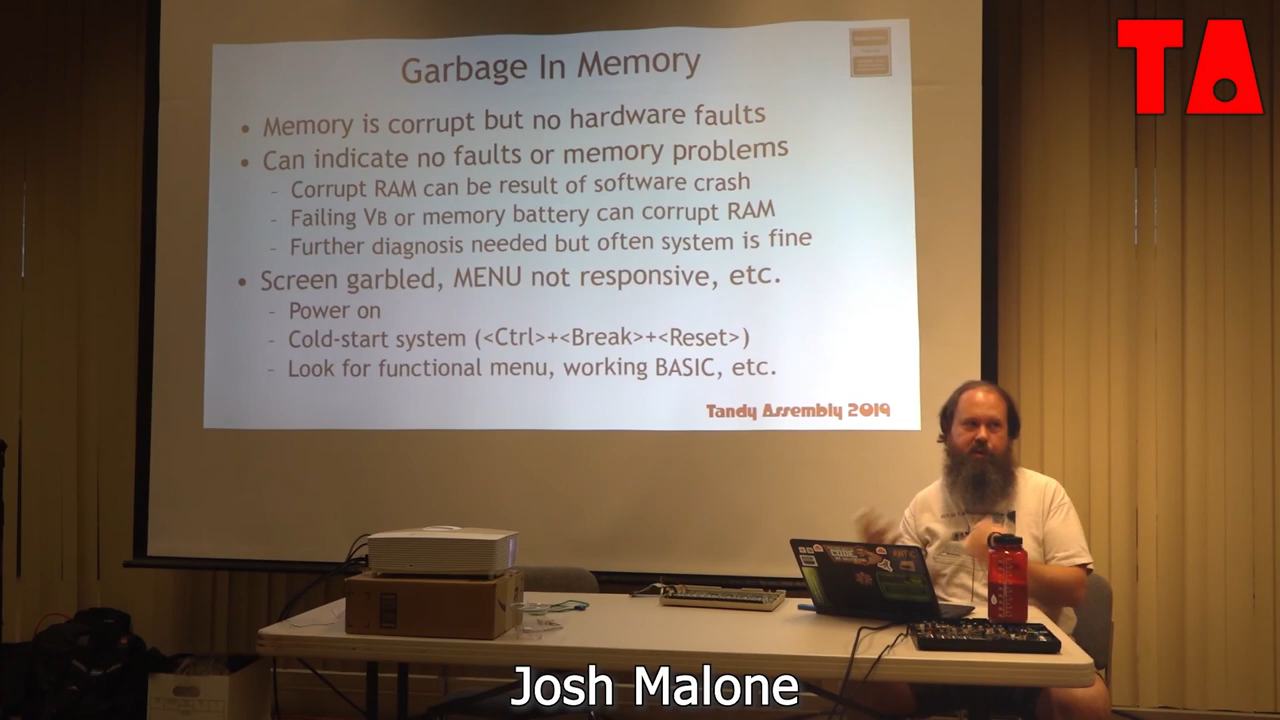 TA
Garbage In Memory
• Memory is corrupt but no hardware faults
• Can indicate no faults or memory problems
- Corrupt RAM can be result of software crash
- Failing VB or memory battery can corrupt RAM
- Further diagnosis needed but often system is fine
• Screen garbled, MENU not responsive, etc.
- Power on
- Cold-start system (<Ctrl>+<Break>+<Reset>)
- Look for functional menu, working BASIC, etc.
Tandy Assembly 2019
CODE
Josh Malone